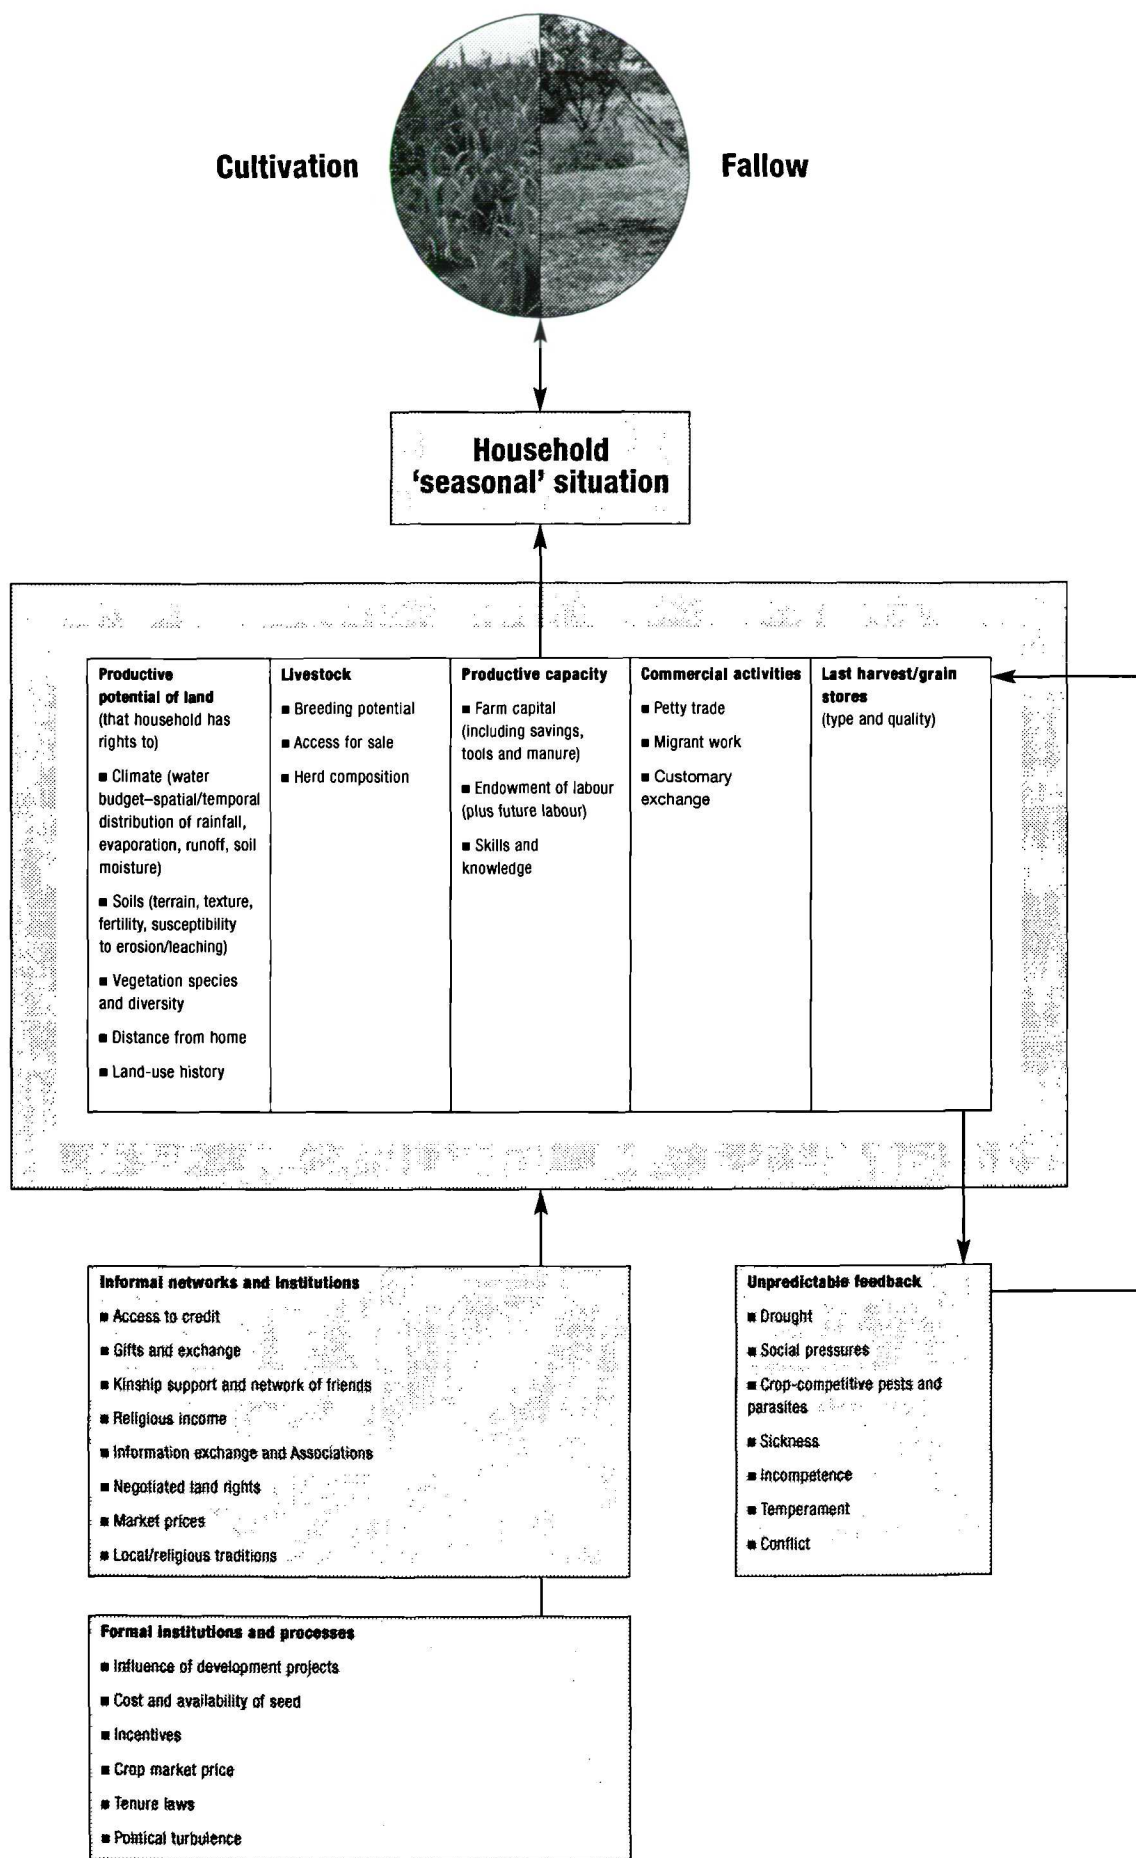 Cultivation
Fallow
Household
‘seasonal’ situation
Productive
potential of land
(that household has
rights to)
■ Climate (water
budget–spatial/temporal
distribution of rainfall,
evaporation, runoff, soil
moisture)
■ Soils (terrain, texture,
fertility, susceptibility
to erosion/leaching)
■ Vegetation species
and diversity
■ Distance from home
■ Land-use history
Livestock
■ Breeding potential
■ Access for sale
■ Herd composition
Productive capacity
■ Farm capital
(including savings,
tools and manure)
■ Endowment of labour
(plus future labour)
■ Skills and
knowledge
Commercial activities
■ Petty trade
■ Migrant work
■ Customary
exchange
Last harvest/grain
stores
(type and quality)
Informal networks and institutions
■ Access to credit
■ Gifts and exchange
■ Kinship support and network of friends
■ Religious income
■ Information exchange and Associations
■ Negotiated land rights
■ Market prices
■ Local/religious traditions
Unpredictable feedback
■ Drought
■ Social pressures
■ Crop-competitive pests and
parasites
■ Sickness
■ Incompetence
■ Temperament
■ Conflict
Formal institutions and processes
■ Influence of development projects
■ Cost and availability of seed
■ Incentives
■ Crop market price
■ Tenure laws
■ Political turbulence